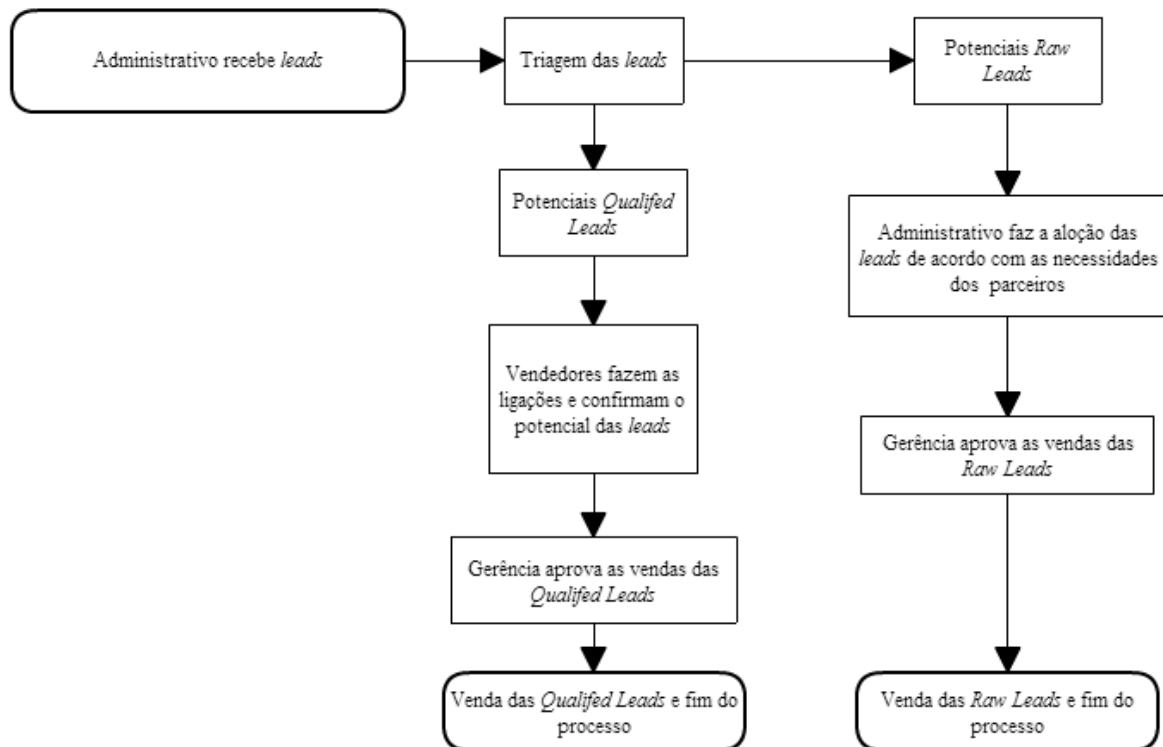 Administrativo recebe leads
Triagem das leads
Potenciais Raw
Leads
Potenciais Qualifed
Leads
Administrativo faz a aloção das
leads de acordo com as necessidades
dos parceiros
Vendedores fazem as
ligações e confirmam o
potencial das leads
Gerência aprova as vendas das
Raw Leads
Gerência aprova as vendas das
Qualifed Leads
Venda das Qualifed Leads e fim do
processo
Venda das Raw Leads e fim do
processo